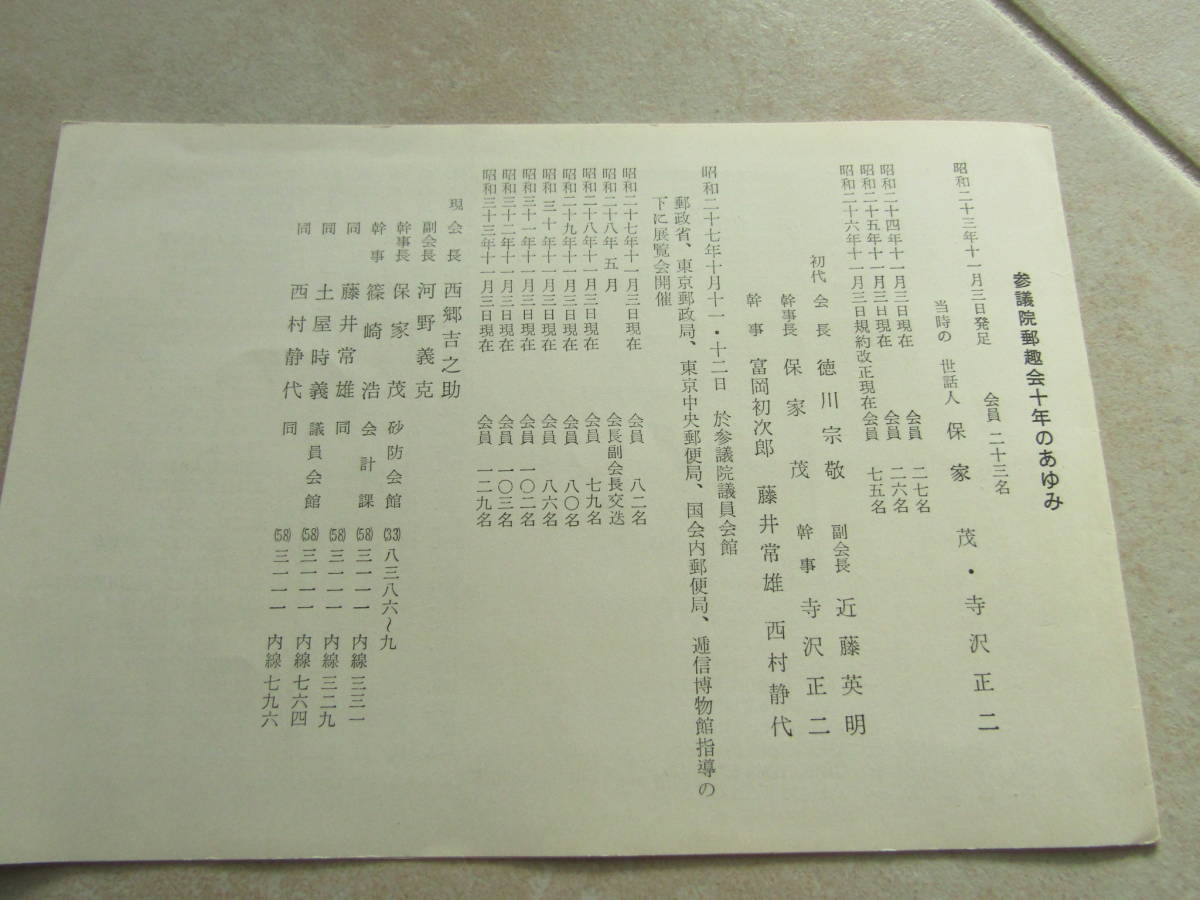 参議院郵趣会十年のあゆみ
昭和二十三年十一月三日発足　会員 二十三名
当時の 世話人 保家 茂・寺沢正二
昭和二十四年十一月三日現在　会員 二七名
昭和二十五年十一月三日現在　会員 二六名
昭和二十六年十一月三日規約改正現在会員 七五名
初代 会長 徳川宗敬　副会長 近藤英明
幹事長 保家 茂　幹事 寺沢正二
幹事 富岡初次郎　藤井常雄　西村静代
昭和二十七年十月十一・十二日　於参議院議員会館
郵政省、東京郵政局、東京中央郵便局、国会内郵便局、逓信博物館指導の
下に展覧会開催
昭和二十七年十一月三日現在　会員 八二名
昭和二十八年 五月　会長副会長交迭
昭和二十八年十一月三日現在　会員 七九名
昭和二十九年十一月三日現在　会員 八〇名
昭和 三十年 十一月三日現在　会員 八六名
昭和三十一年十一月三日現在　会員 一〇二名
昭和三十二年十一月三日現在　会員 一〇三名
昭和三十三年十一月三日現在　会員 一二九名
現 会長 西郷吉之助
副会長 河野義克
幹事長 保家 茂　砂防会館 (33) 八三八六〜九
幹事 篠崎 浩　会計課 (58) 三一一一 内線 三三一
同 藤井常雄　同 (58) 三一一一 内線 三二九
同 土屋時義　議員会館 (58) 三一一一 内線 七六四
同 西村静代　同 (58) 三一一一 内線 七九六